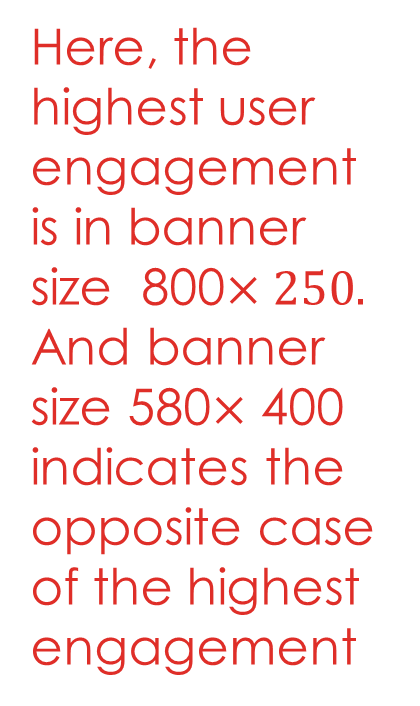 Here, the
highest user
engagement
is in banner
size  800× 250.
And banner
size 580× 400
indicates the
opposite case
of the highest
engagement